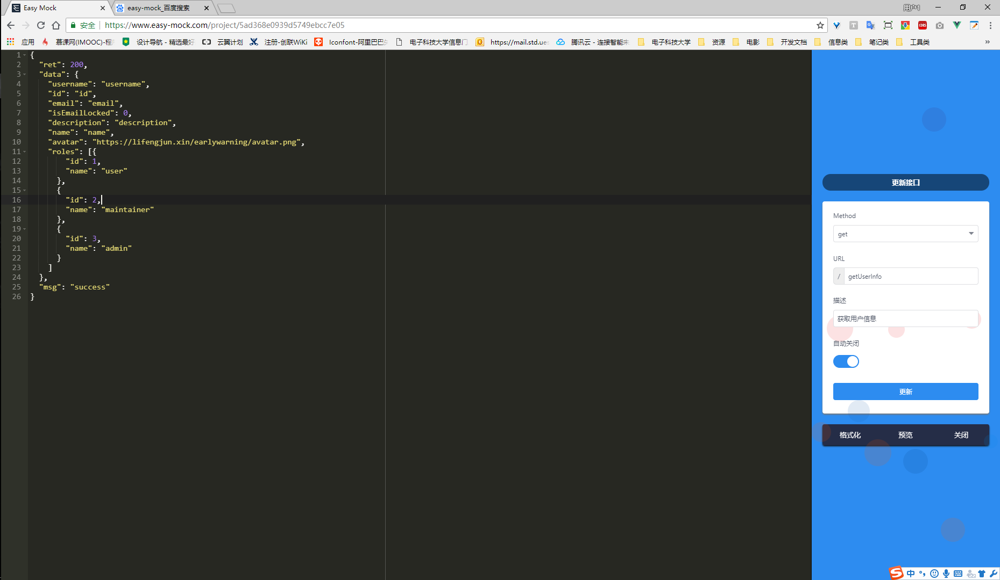 Easy Mock
easy-mock_百度搜索
用户1
安全
https://www.easy-mock.com/project/5ad368e0939d5749ebcc7e05
应用
慕课网(IMOOC)-程
设计导航 - 精选最好
云翼计划
注册-创联WiKi
Iconfont-阿里巴巴
电子科技大学信息门
https://mail.std.ues
腾讯云 - 连接智能未
电子科技大学
资源
电影
开发文档
信息类
笔记类
工具类
»
1 {
2 "ret": 200,
3 "data": {
4 "username": "username",
5 "id": "id",
6 "email": "email",
7 "isEmailLocked": 0,
8 "description": "description",
9 "name": "name",
10 "avatar": "https://lifengjun.xin/earlywarning/avatar.png",
11 "roles": [{
12 "id": 1,
13 "name": "user"
14 },
15 {
16 "id": 2,
17 "name": "maintainer"
18 },
19 {
20 "id": 3,
21 "name": "admin"
22 }
23 ]
24 },
25 "msg": "success"
26 }
更新接口
Method
get
URL
/ getUserInfo
描述
获取用户信息
自动关闭
更新
格式化
预览
关闭
中